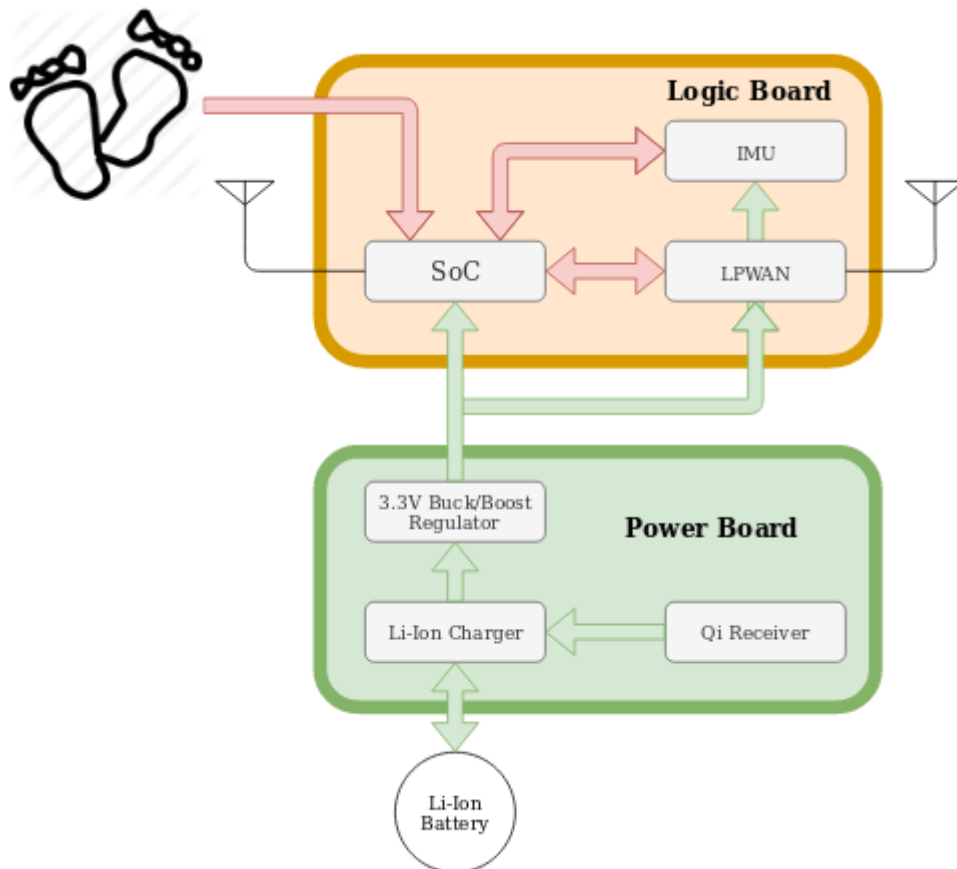 Logic Board
IMU
SoC
LPWAN
3.3V Buck/Boost
Regulator
Power Board
Li-Ion Charger
Qi Receiver
Li-Ion
Battery